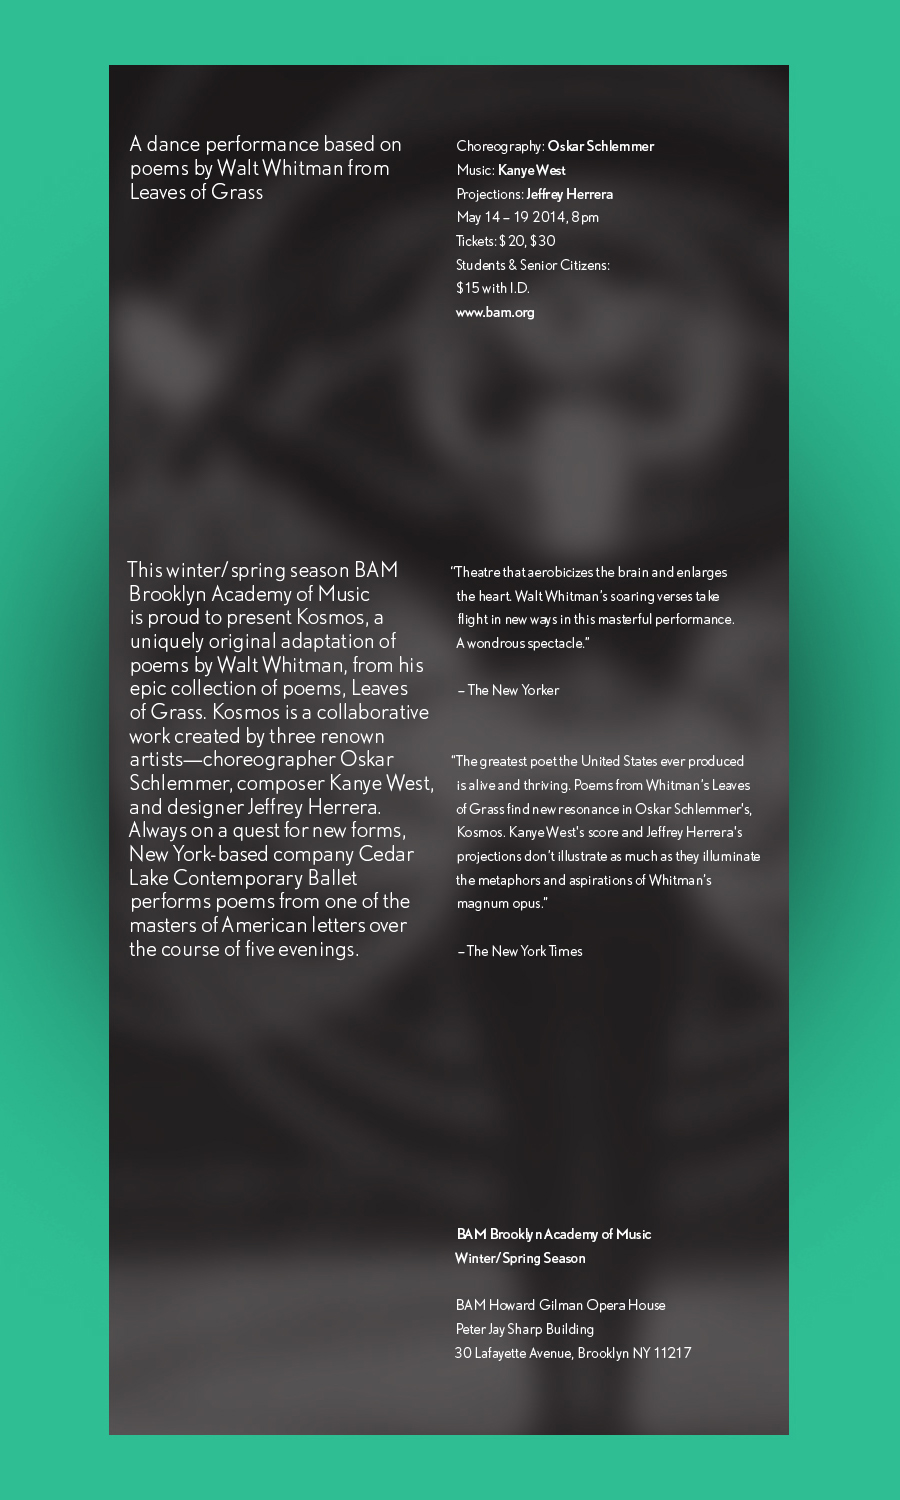 A dance performance based on
poems by Walt Whitman from
Leaves of Grass
Choreography: Oskar Schlemmer
Music: Kanye West
Projections: Jeffrey Herrera
May 14 – 19 2014, 8pm
Tickets: $20, $30
Students & Senior Citizens:
$15 with I.D.
www.bam.org
This winter/spring season BAM
Brooklyn Academy of Music
is proud to present Kosmos, a
uniquely original adaptation of
poems by Walt Whitman, from his
epic collection of poems, Leaves
of Grass. Kosmos is a collaborative
work created by three renown
artists—choreographer Oskar
Schlemmer, composer Kanye West,
and designer Jeffrey Herrera.
Always on a quest for new forms,
New York-based company Cedar
Lake Contemporary Ballet
performs poems from one of the
masters of American letters over
the course of five evenings.
“Theatre that aerobicizes the brain and enlarges
the heart. Walt Whitman’s soaring verses take
flight in new ways in this masterful performance.
A wondrous spectacle.”
– The New Yorker
“The greatest poet the United States ever produced
is alive and thriving. Poems from Whitman’s Leaves
of Grass find new resonance in Oskar Schlemmer's,
Kosmos. Kanye West's score and Jeffrey Herrera's
projections don’t illustrate as much as they illuminate
the metaphors and aspirations of Whitman’s
magnum opus.”
– The New York Times
BAM Brooklyn Academy of Music
Winter/Spring Season
BAM Howard Gilman Opera House
Peter Jay Sharp Building
30 Lafayette Avenue, Brooklyn NY 11217